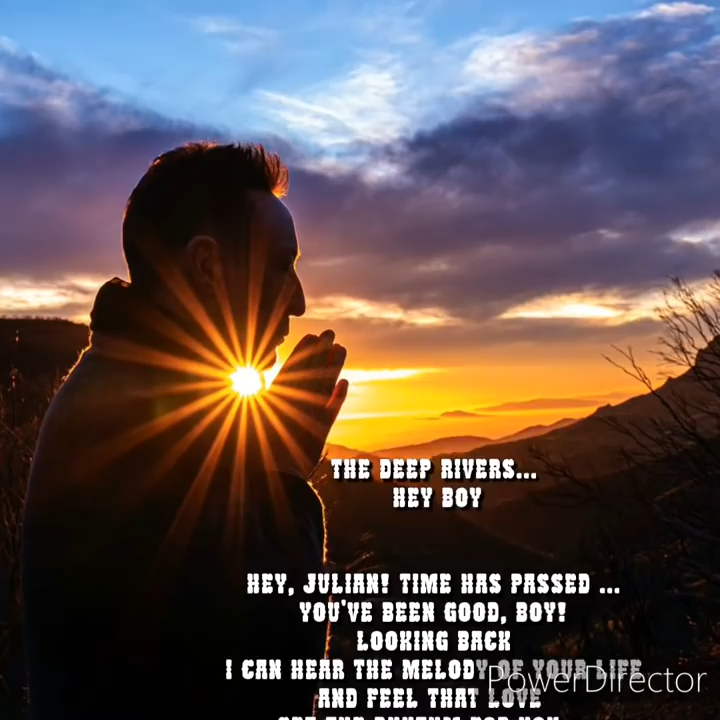 THE DEEP RIVERS...
HEY BOY
HEY, JULIAN! TIME HAS PASSED ...
YOU'VE BEEN GOOD, BOY!
LOOKING BACK
I CAN HEAR THE MELODY OF YOUR LIFE
PowerDirector
AND FEEL THAT LOVE